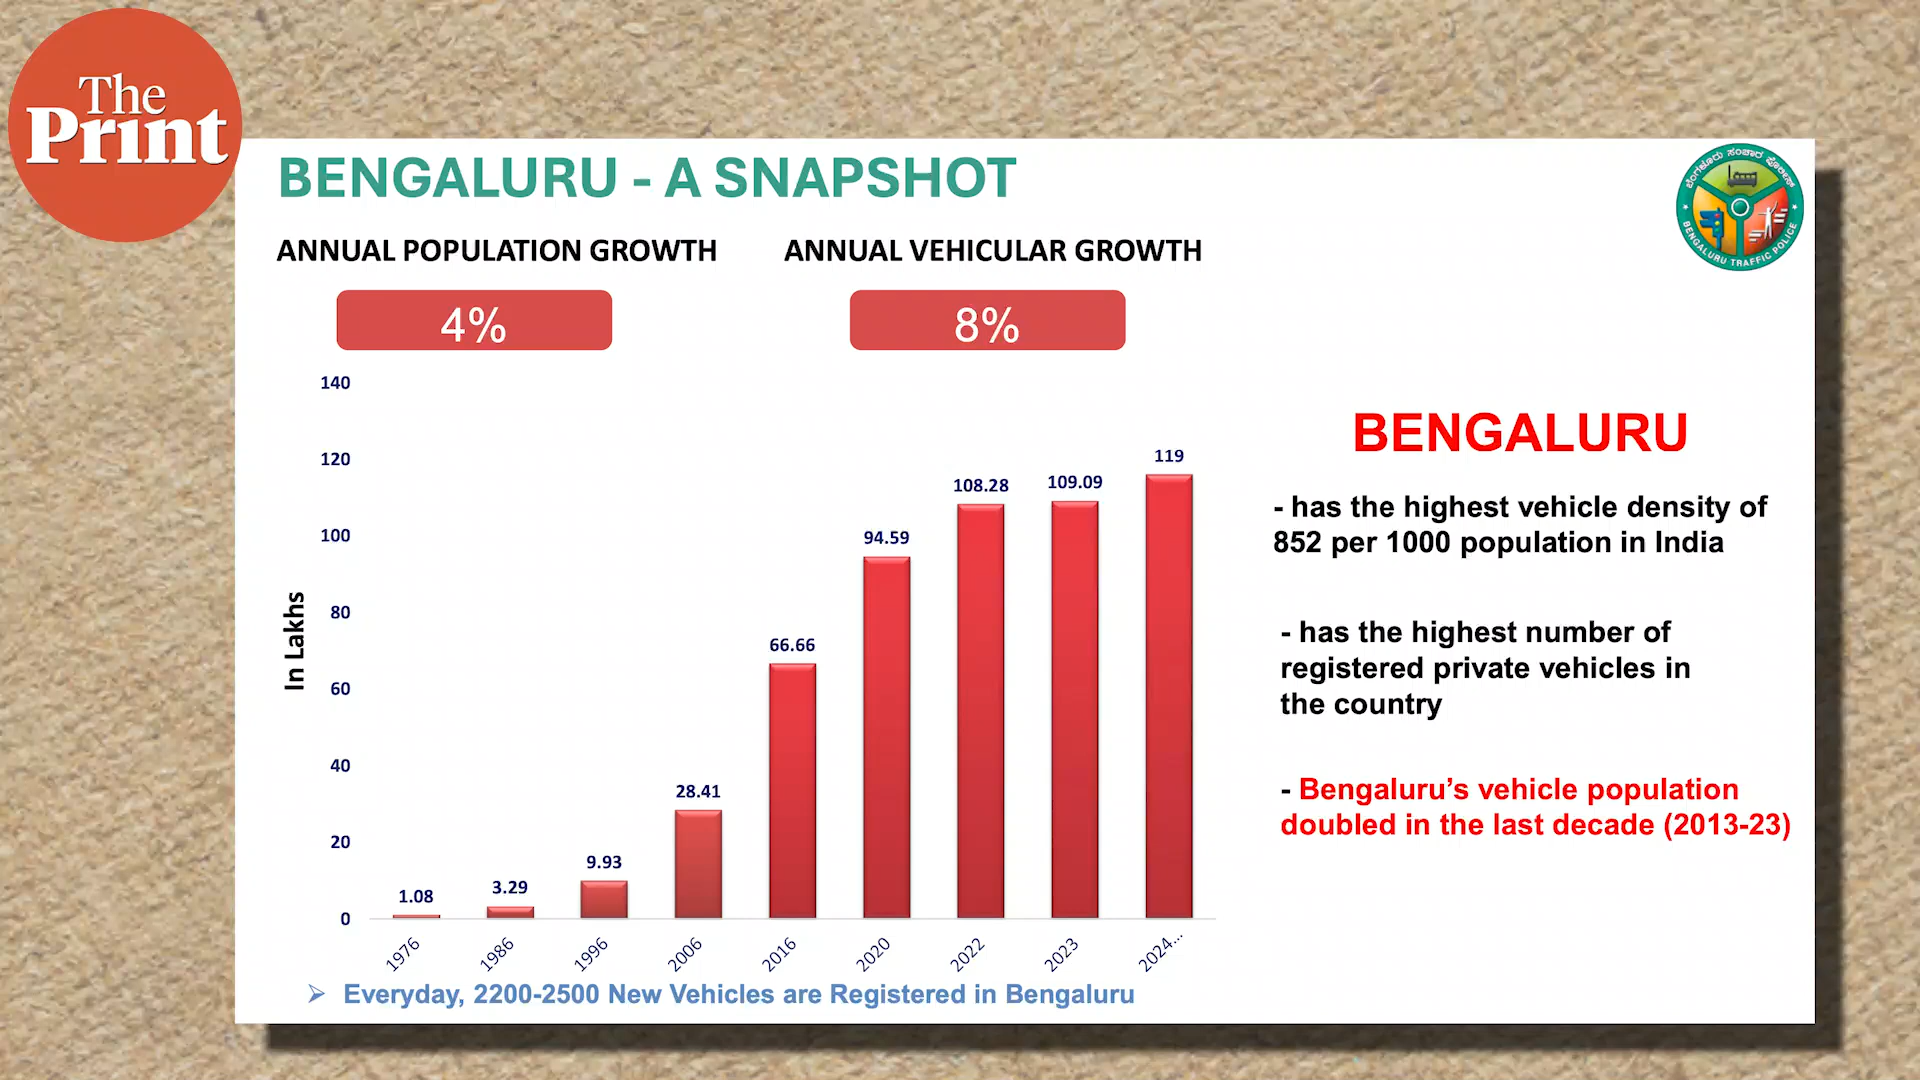 The
Print
BENGALURU - A SNAPSHOT
ಬೆಂಗಳೂರು ಸಂಚಾರ ಪೊಲೀಸ್
BENGALURU TRAFFIC POLICE
ANNUAL POPULATION GROWTH
4%
ANNUAL VEHICULAR GROWTH
8%
In Lakhs
140
120
100
80
60
40
20
0
1.08
3.29
9.93
28.41
66.66
94.59
108.28
109.09
119
1976
1986
1996
2006
2016
2020
2022
2023
2024...
➢ Everyday, 2200-2500 New Vehicles are Registered in Bengaluru
BENGALURU
- has the highest vehicle density of
852 per 1000 population in India
- has the highest number of
registered private vehicles in
the country
- Bengaluru’s vehicle population
doubled in the last decade (2013-23)